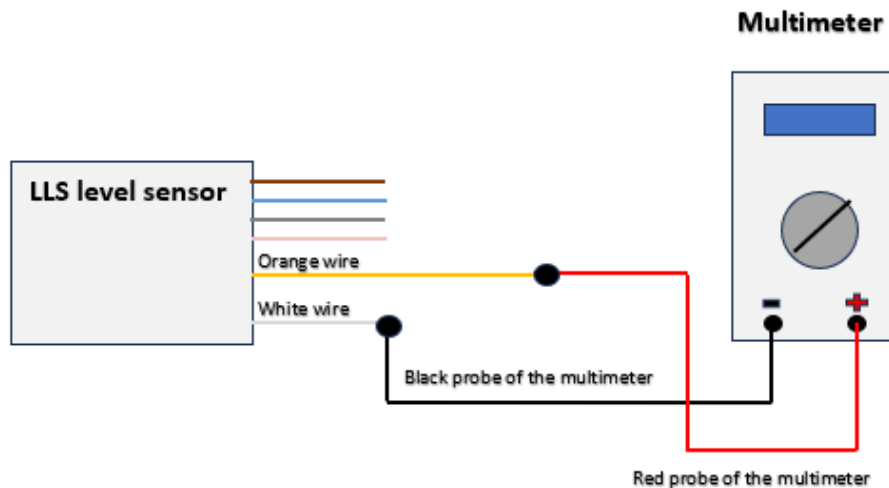 Multimeter
LLS level sensor
Orange wire
White wire
Black probe of the multimeter
Red probe of the multimeter